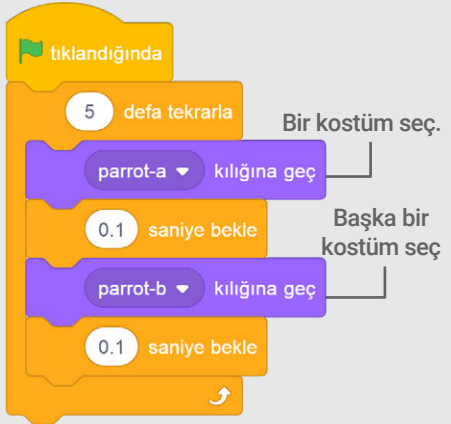 tıklandığında
5 defa tekrarla
Bir kostüm seç.
parrot-a kılığına geç
0.1 saniye bekle
Başka bir
kostüm seç
parrot-b kılığına geç
0.1 saniye bekle